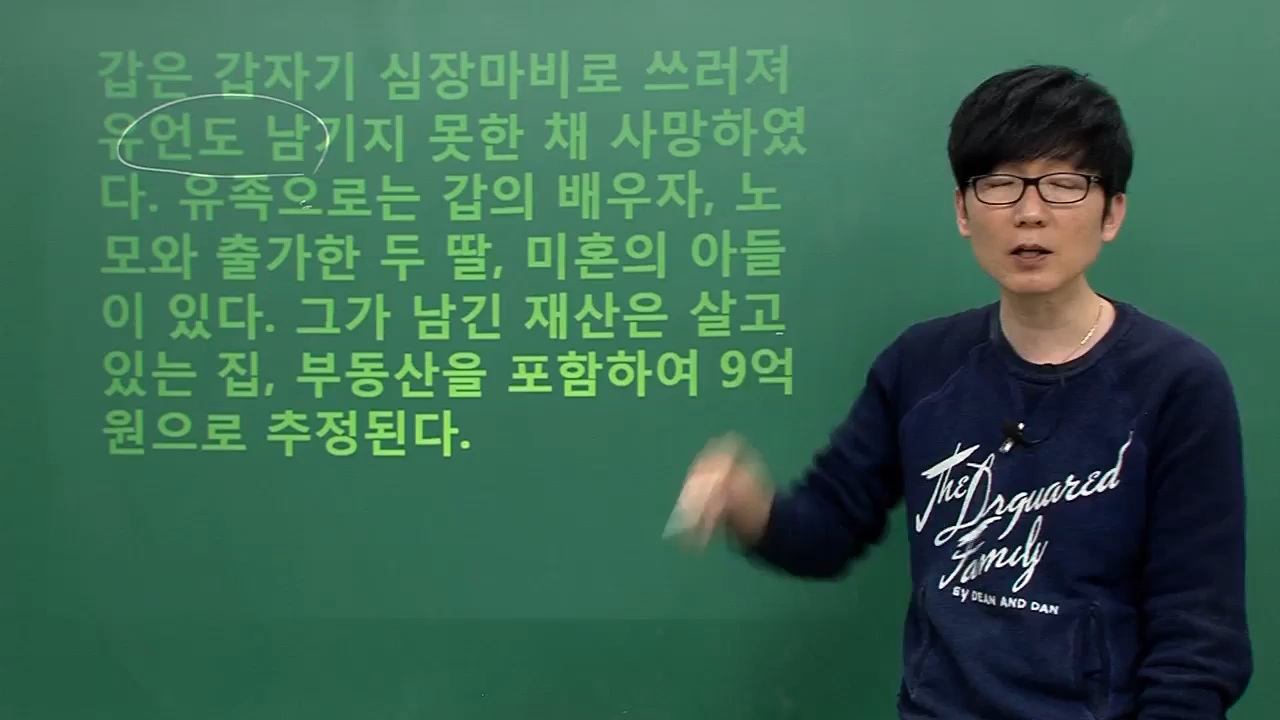 갑은 갑자기 심장마비로 쓰러져
유언도 남기지 못한 채 사망하였
다. 유족으로는 갑의 배우자, 노
모와 출가한 두 딸, 미혼의 아들
이 있다. 그가 남긴 재산은 살고
있는 집, 부동산을 포함하여 9억
원으로 추정된다.
The
Dsquared
Family
BY DEAN AND DAN